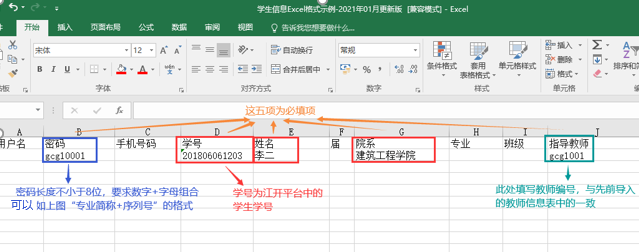 学生信息Excel格式示例-2021年01月更新版 [兼容模式] - Excel
文件 开始 插入 页面布局 公式 数据 审阅 视图 告诉我您想要做什么...
宋体 12
自动换行 常规
B I U A A 合并后居中 % 条件格式 套用表格格式 单元格样式 插入 删除 格式
字体 对齐方式 数字 样式 单元格 编辑
fx 这五项为必填项
A B C D E F G H I J
用户名 密码 手机号码 学号 姓名 届 院系 专业 班级 指导教师
gcg10001 201806061203 李二 建筑工程学院 gcg1001
密码长度不小于8位，要求数字+字母组合
可以 如上图“专业简称+序列号”的格式
学号为江开平台中的
学生学号
此处填写教师编号，与先前导入
的教师信息表中的一致